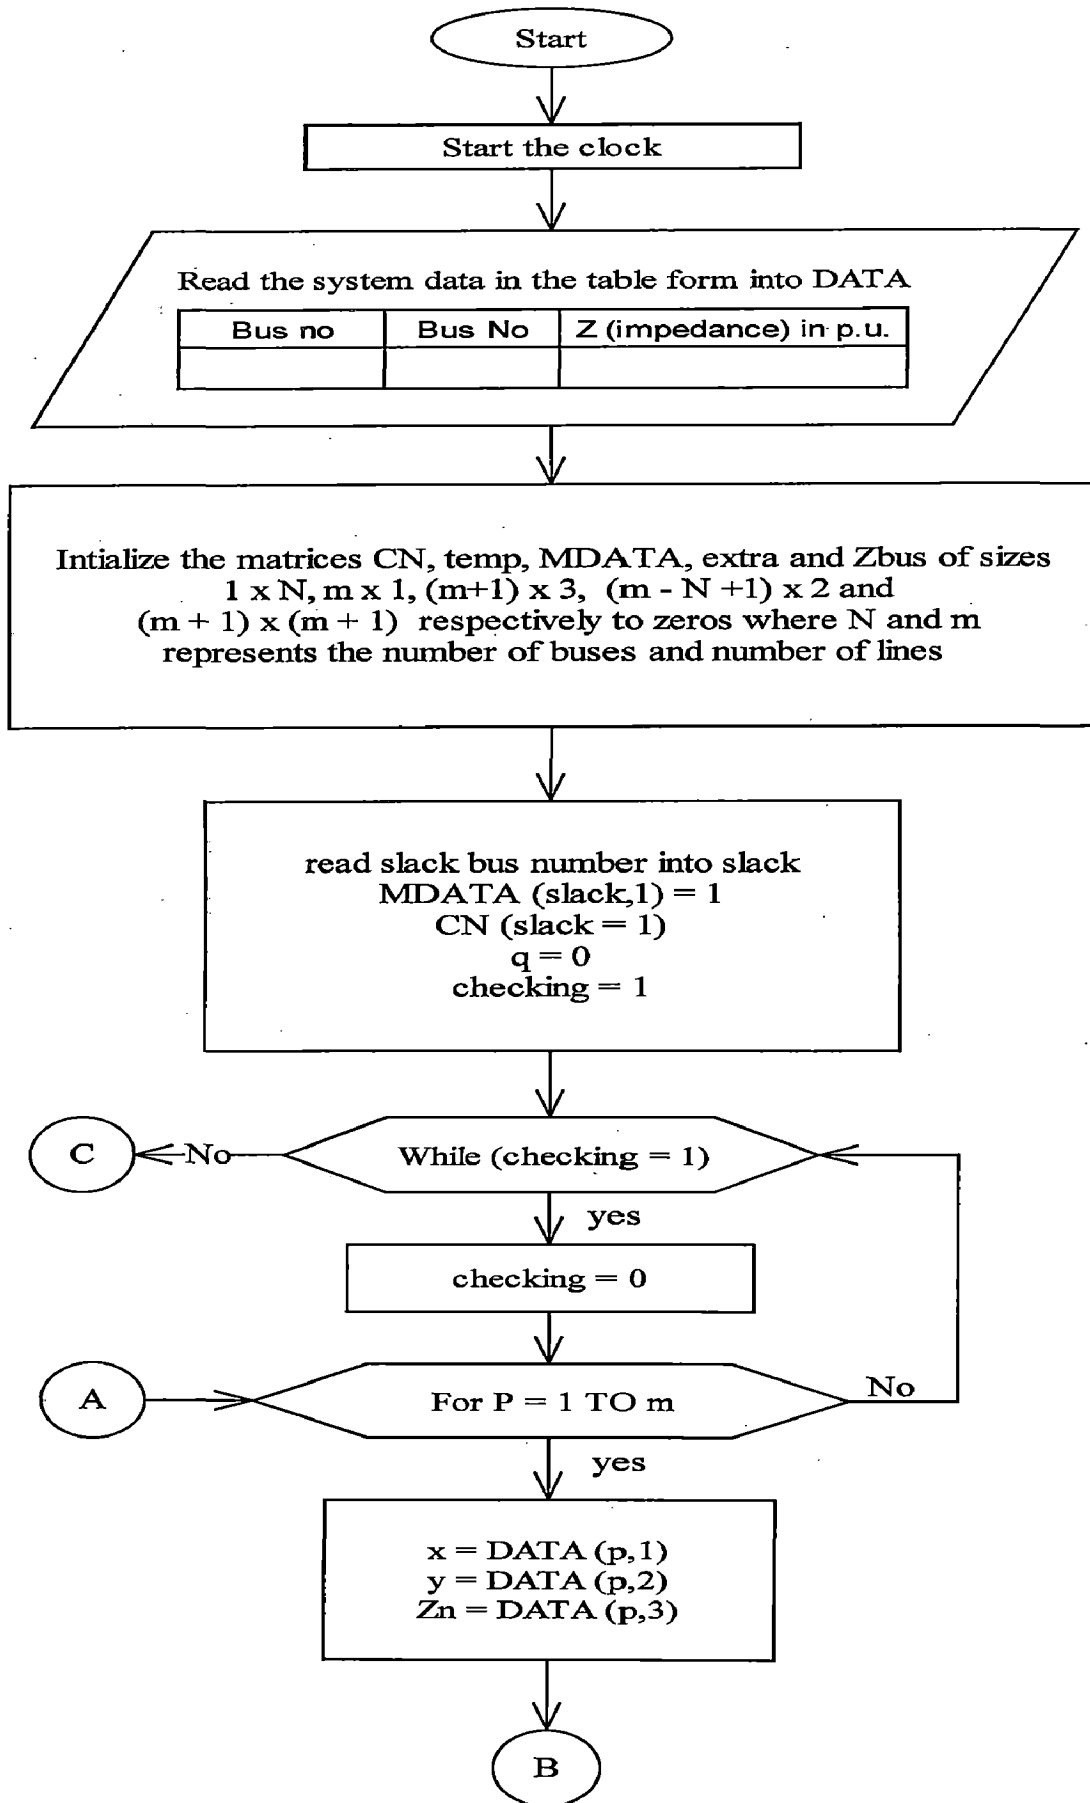 Start
Start the clock
Read the system data in the table form into DATA
Bus no Bus No Z (impedance) in p.u.
Intialize the matrices CN, temp, MDATA, extra and Zbus of sizes
1 x N, m x 1, (m+1) x 3, (m - N +1) x 2 and
(m + 1) x (m + 1) respectively to zeros where N and m
represents the number of buses and number of lines
read slack bus number into slack
MDATA (slack,1) = 1
CN (slack = 1)
q = 0
checking = 1
C No While (checking = 1)
yes
checking = 0
A For P = 1 TO m No
yes
x = DATA (p,1)
y = DATA (p,2)
Zn = DATA (p,3)
B